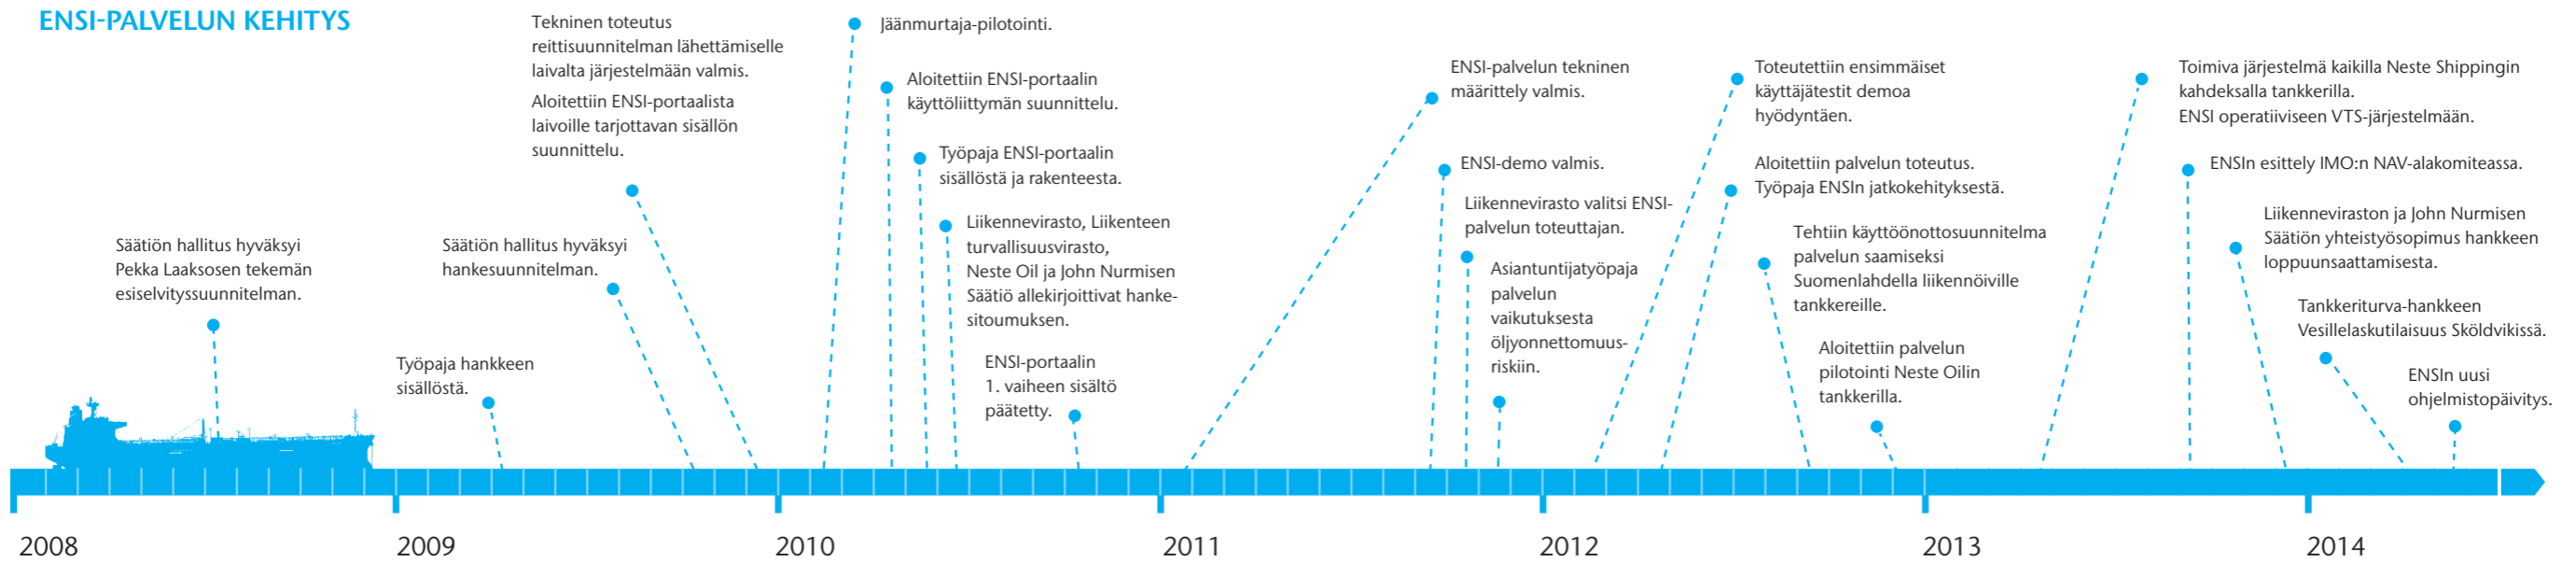 ENSI-PALVELUN KEHITYS
Säätiön hallitus hyväksyi
Pekka Laaksosen tekemän
esiselvityssuunnitelman.
Työpaja hankkeen
sisällöstä.
Säätiön hallitus hyväksyi
hankesuunnitelman.
Tekninen toteutus
reittisuunnitelman lähettämiselle
laivalta järjestelmään valmis.
Aloitettiin ENSI-portaalista
laivoille tarjottavan sisällön
suunnittelu.
Jäänmurtaja-pilotointi.
Aloitettiin ENSI-portaalin
käyttöliittymän suunnittelu.
Työpaja ENSI-portaalin
sisällöstä ja rakenteesta.
Liikennevirasto, Liikenteen
turvallisuusvirasto,
Neste Oil ja John Nurmisen
Säätiö allekirjoittivat hanke-
sitoumuksen.
ENSI-portaalin
1. vaiheen sisältö
päätetty.
ENSI-palvelun tekninen
määrittely valmis.
ENSI-demo valmis.
Liikennevirasto valitsi ENSI-
palvelun toteuttajan.
Asiantuntijatyöpaja
palvelun
vaikutuksesta
öljyonnettomuus-
riskiin.
Toteutettiin ensimmäiset
käyttäjätestit demoa
hyödyntäen.
Aloitettiin palvelun toteutus.
Työpaja ENSIn jatkokehityksestä.
Tehtiin käyttöönottosuunnitelma
palvelun saamiseksi
Suomenlahdella liikennöiville
tankkereille.
Aloitettiin palvelun
pilotointi Neste Oilin
tankkerilla.
Toimiva järjestelmä kaikilla Neste Shippingin
kahdeksalla tankkerilla.
ENSI operatiiviseen VTS-järjestelmään.
ENSIn esittely IMO:n NAV-alakomiteassa.
Liikenneviraston ja John Nurmisen
Säätiön yhteistyösopimus hankkeen
loppuunsaattamisesta.
Tankkeriturva-hankkeen
Vesillelaskutilaisuus Sköldvikissä.
ENSIn uusi
ohjelmistopäivitys.
2008
2009
2010
2011
2012
2013
2014